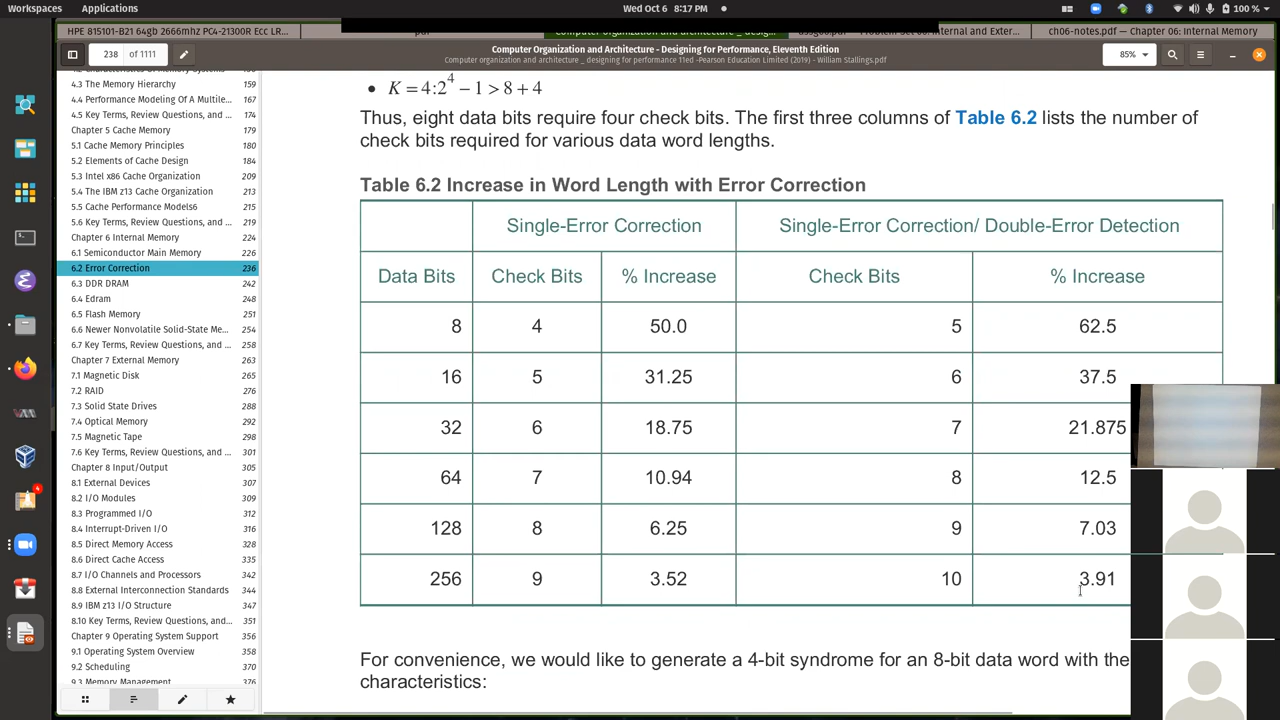 Workspaces Applications Wed Oct 6 8:17 PM 100 %
HPE 815101-B21 64gb 2666mhz PC4-21300R Ecc LR...
ch06-notes.pdf — Chapter 06: Internal Memory
238 of 1111
Computer Organization and Architecture - Designing for Performance, Eleventh Edition
Computer organization and architecture _ designing for performance 11ed -Pearson Education Limited (2019) - William Stallings.pdf
85%
4.3 The Memory Hierarchy 159
4.4 Performance Modeling Of A Multile... 167
4.5 Key Terms, Review Questions, and ... 174
Chapter 5 Cache Memory 179
5.1 Cache Memory Principles 180
5.2 Elements of Cache Design 184
5.3 Intel x86 Cache Organization 209
5.4 The IBM z13 Cache Organization 213
5.5 Cache Performance Models6 215
5.6 Key Terms, Review Questions, and ... 219
Chapter 6 Internal Memory 224
6.1 Semiconductor Main Memory 226
6.2 Error Correction 236
6.3 DDR DRAM 242
6.4 Edram 248
6.5 Flash Memory 251
6.6 Newer Nonvolatile Solid-State Me... 254
6.7 Key Terms, Review Questions, and ... 258
Chapter 7 External Memory 263
7.1 Magnetic Disk 265
7.2 RAID 276
7.3 Solid State Drives 288
7.4 Optical Memory 292
7.5 Magnetic Tape 298
7.6 Key Terms, Review Questions, and ... 301
Chapter 8 Input/Output 305
8.1 External Devices 307
8.2 I/O Modules 309
8.3 Programmed I/O 312
8.4 Interrupt-Driven I/O 316
8.5 Direct Memory Access 328
8.6 Direct Cache Access 335
8.7 I/O Channels and Processors 342
8.8 External Interconnection Standards 344
8.9 IBM z13 I/O Structure 347
8.10 Key Terms, Review Questions, and... 351
Chapter 9 Operating System Support 356
9.1 Operating System Overview 358
9.2 Scheduling 370
9.3 Memory Management 376
• K = 4:2⁴ − 1 > 8 + 4
Thus, eight data bits require four check bits. The first three columns of Table 6.2 lists the number of
check bits required for various data word lengths.
Table 6.2 Increase in Word Length with Error Correction
Single-Error Correction Single-Error Correction/ Double-Error Detection
Data Bits Check Bits % Increase Check Bits % Increase
8 4 50.0 5 62.5
16 5 31.25 6 37.5
32 6 18.75 7 21.875
64 7 10.94 8 12.5
128 8 6.25 9 7.03
256 9 3.52 10 3.91
For convenience, we would like to generate a 4-bit syndrome for an 8-bit data word with the
characteristics: